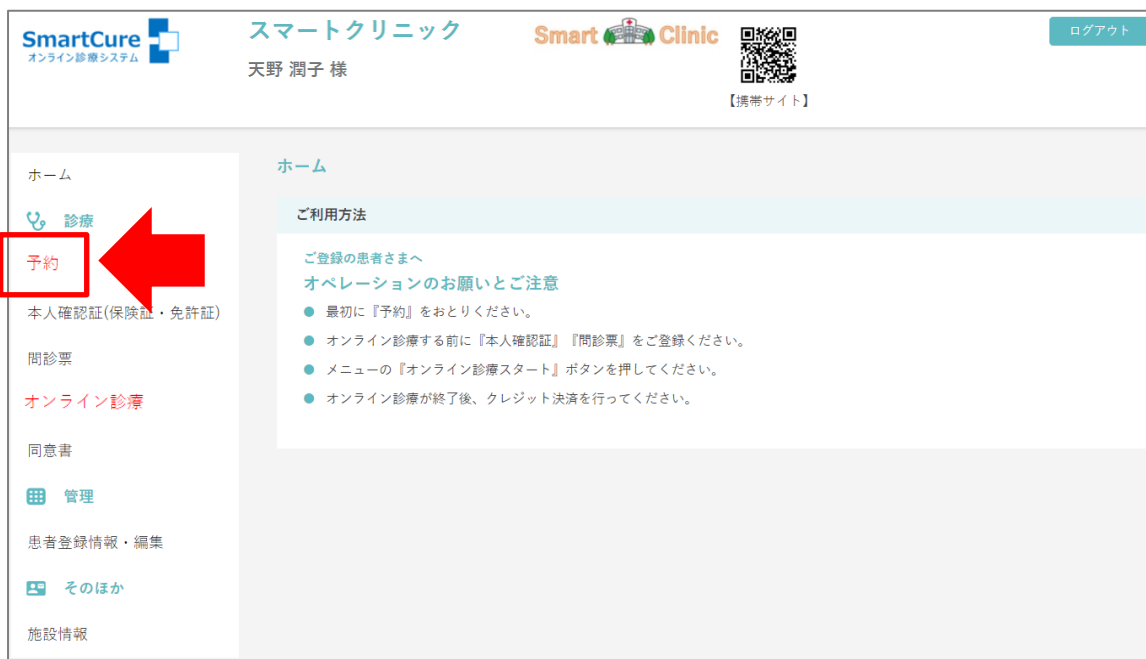 SmartCure
オンライン診療システム
スマートクリニック
天野 潤子 様
Smart Clinic
【携帯サイト】
ログアウト
ホーム
診療
予約
本人確認証(保険証・免許証)
問診票
オンライン診療
同意書
管理
患者登録情報・編集
そのほか
施設情報
ホーム
ご利用方法
ご登録の患者さまへ
オペレーションのお願いとご注意
最初に『予約』をおとりください。
オンライン診療する前に『本人確認証』『問診票』をご登録ください。
メニューの『オンライン診療スタート』ボタンを押してください。
オンライン診療が終了後、クレジット決済を行ってください。